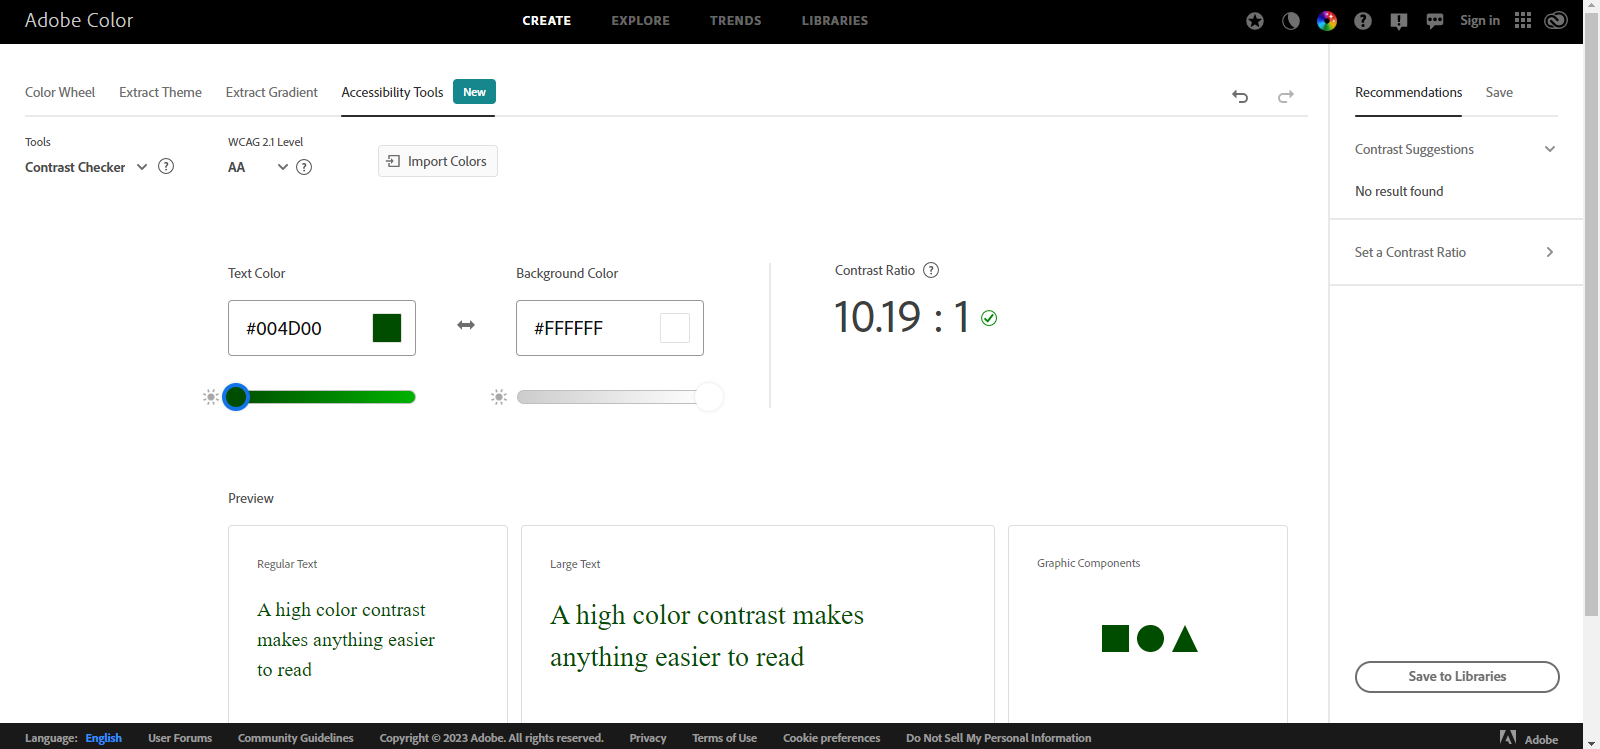 Adobe Color
CREATE EXPLORE TRENDS LIBRARIES
Sign in
Color Wheel Extract Theme Extract Gradient Accessibility Tools New
Recommendations Save
Tools
Contrast Checker
WCAG 2.1 Level
AA
Import Colors
Contrast Suggestions
No result found
Set a Contrast Ratio
Text Color
#004D00
Background Color
#FFFFFF
Contrast Ratio
10.19 : 1
Preview
Regular Text
A high color contrast
makes anything easier
to read
Large Text
A high color contrast makes
anything easier to read
Graphic Components
Save to Libraries
Language: English User Forums Community Guidelines Copyright © 2023 Adobe. All rights reserved. Privacy Terms of Use Cookie preferences Do Not Sell My Personal Information Adobe